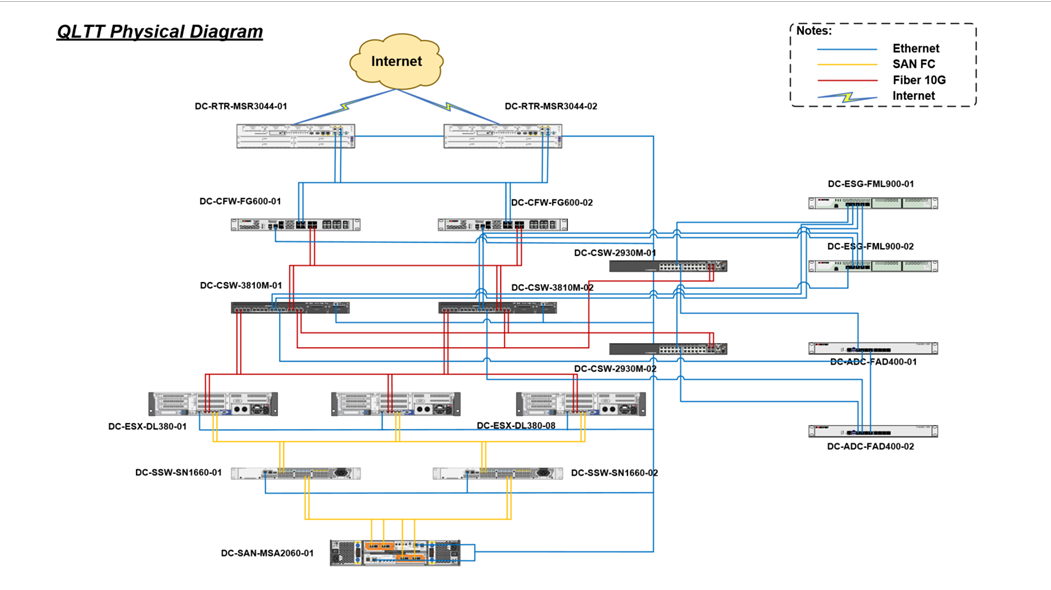 QLTT Physical Diagram
Notes:
Ethernet
SAN FC
Fiber 10G
Internet
Internet
DC-RTR-MSR3044-01
DC-RTR-MSR3044-02
DC-ESG-FML900-01
DC-CFW-FG600-01
DC-CFW-FG600-02
DC-ESG-FML900-02
DC-CSW-2930M-01
DC-CSW-3810M-01
DC-CSW-3810M-02
DC-ADC-FAD400-01
DC-CSW-2930M-02
DC-ESX-DL380-01
DC-ESX-DL380-08
DC-ADC-FAD400-02
DC-SSW-SN1660-01
DC-SSW-SN1660-02
DC-SAN-MSA2060-01